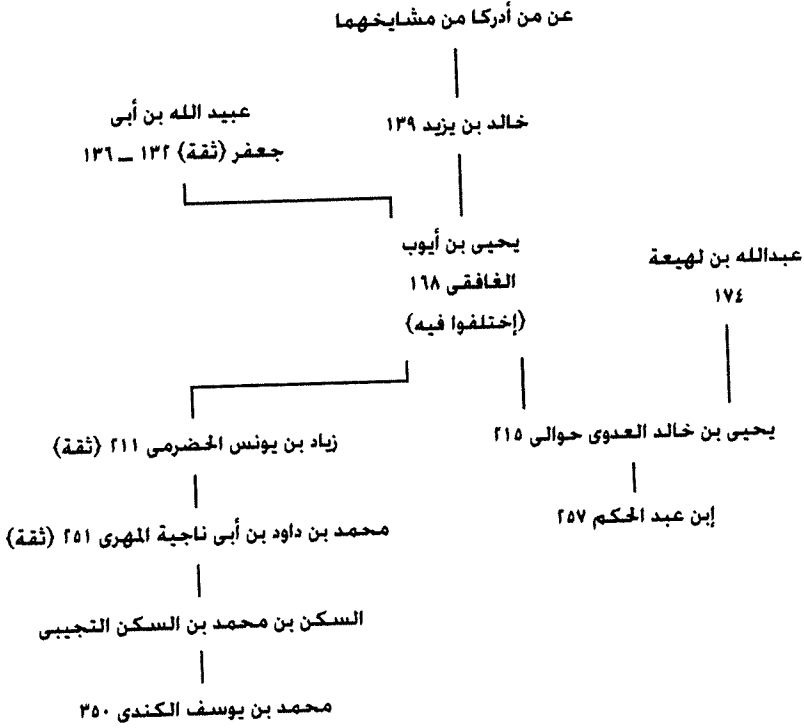 عن من أدركا من مشايخهما
خالد بن يزيد ١٣٩
عبيد الله بن أبى
جعفر (ثقة) ١٣٢ ــ ١٣٦
يحيى بن أيوب
الغافقى ١٦٨
(إختلفوا فيه)
عبدالله بن لهيعة
١٧٤
يحيى بن خالد العدوى حوالى ٢١٥
إبن عبد الحكم ٢٥٧
زياد بن يونس الحضرمى ٢١١ (ثقة)
محمد بن داود بن أبى ناجية المهرى ٢٥١ (ثقة)
السكن بن محمد بن السكن التجيبى
محمد بن يوسف الكندى ٣٥٠